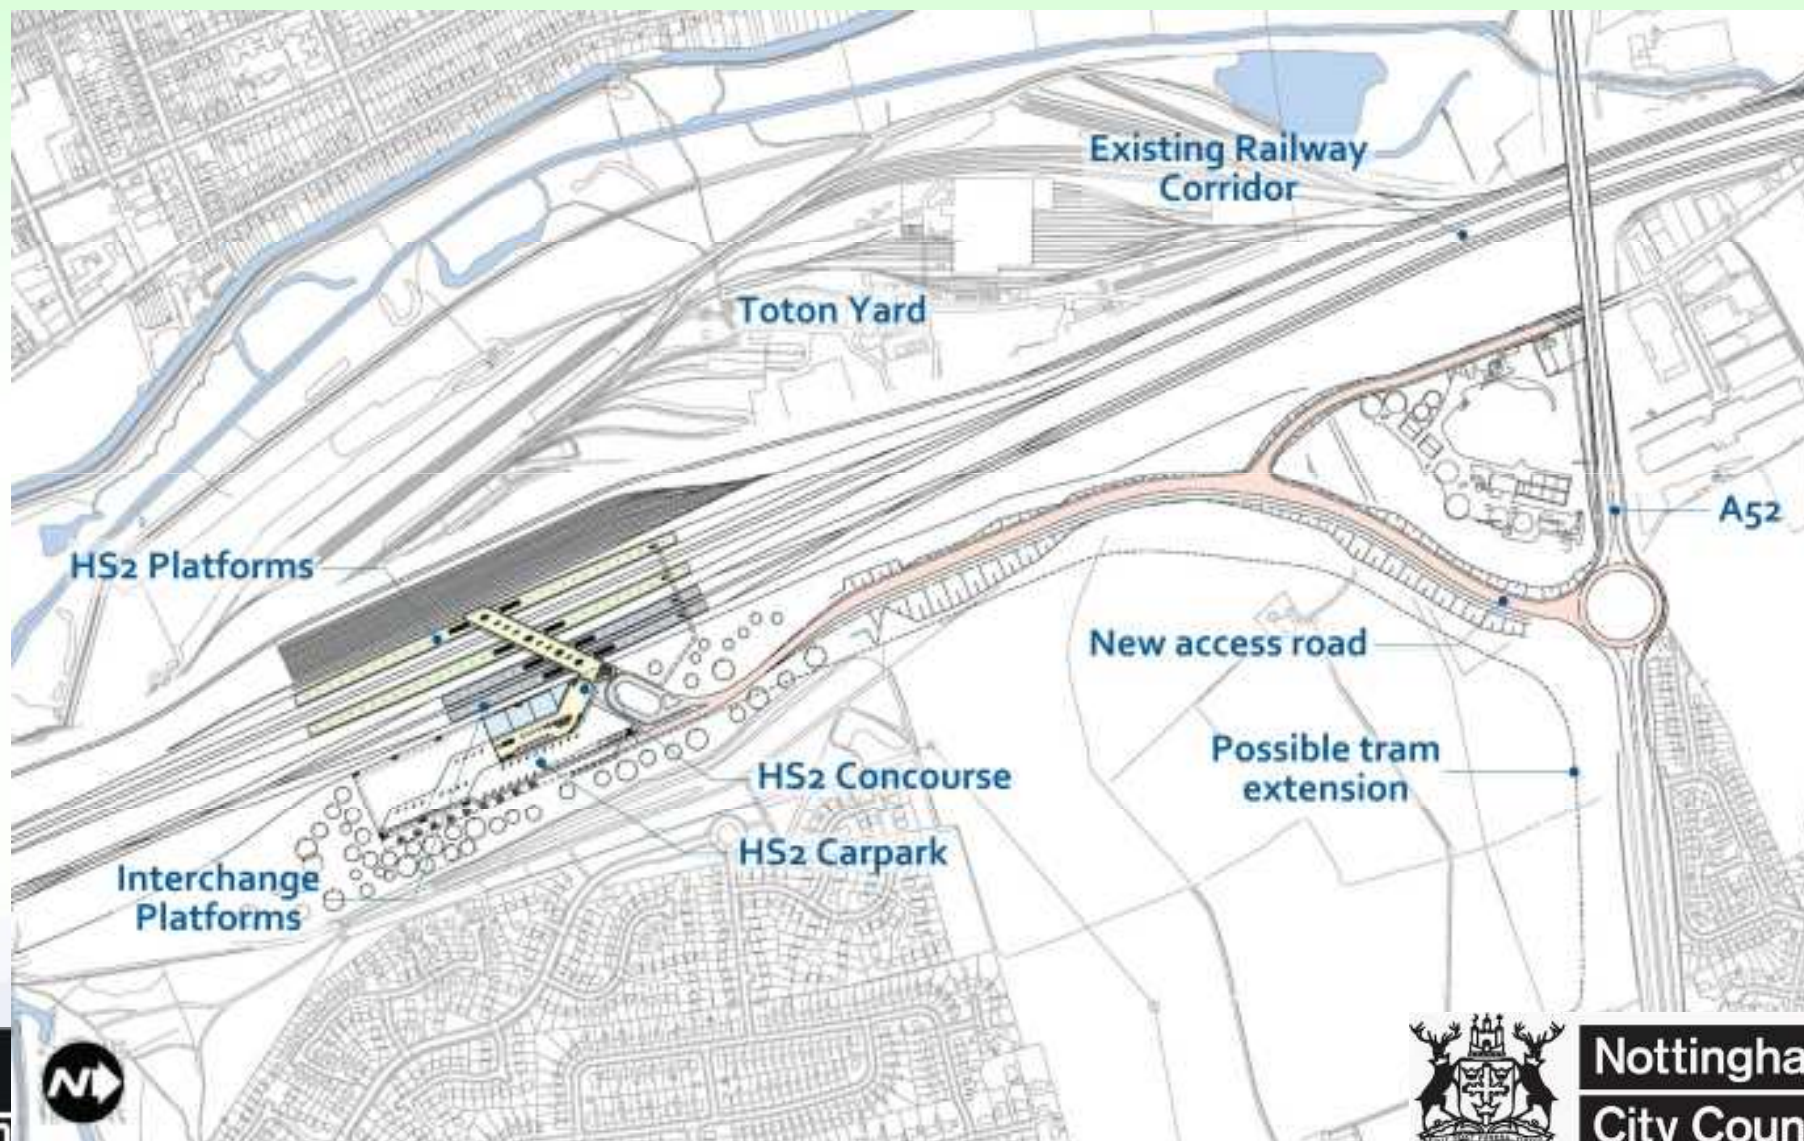 Existing Railway
Corridor
Toton Yard
A52
HS2 Platforms
New access road
Possible tram
extension
HS2 Concourse
HS2 Carpark
Interchange
Platforms
N
Nottingha
City Coun